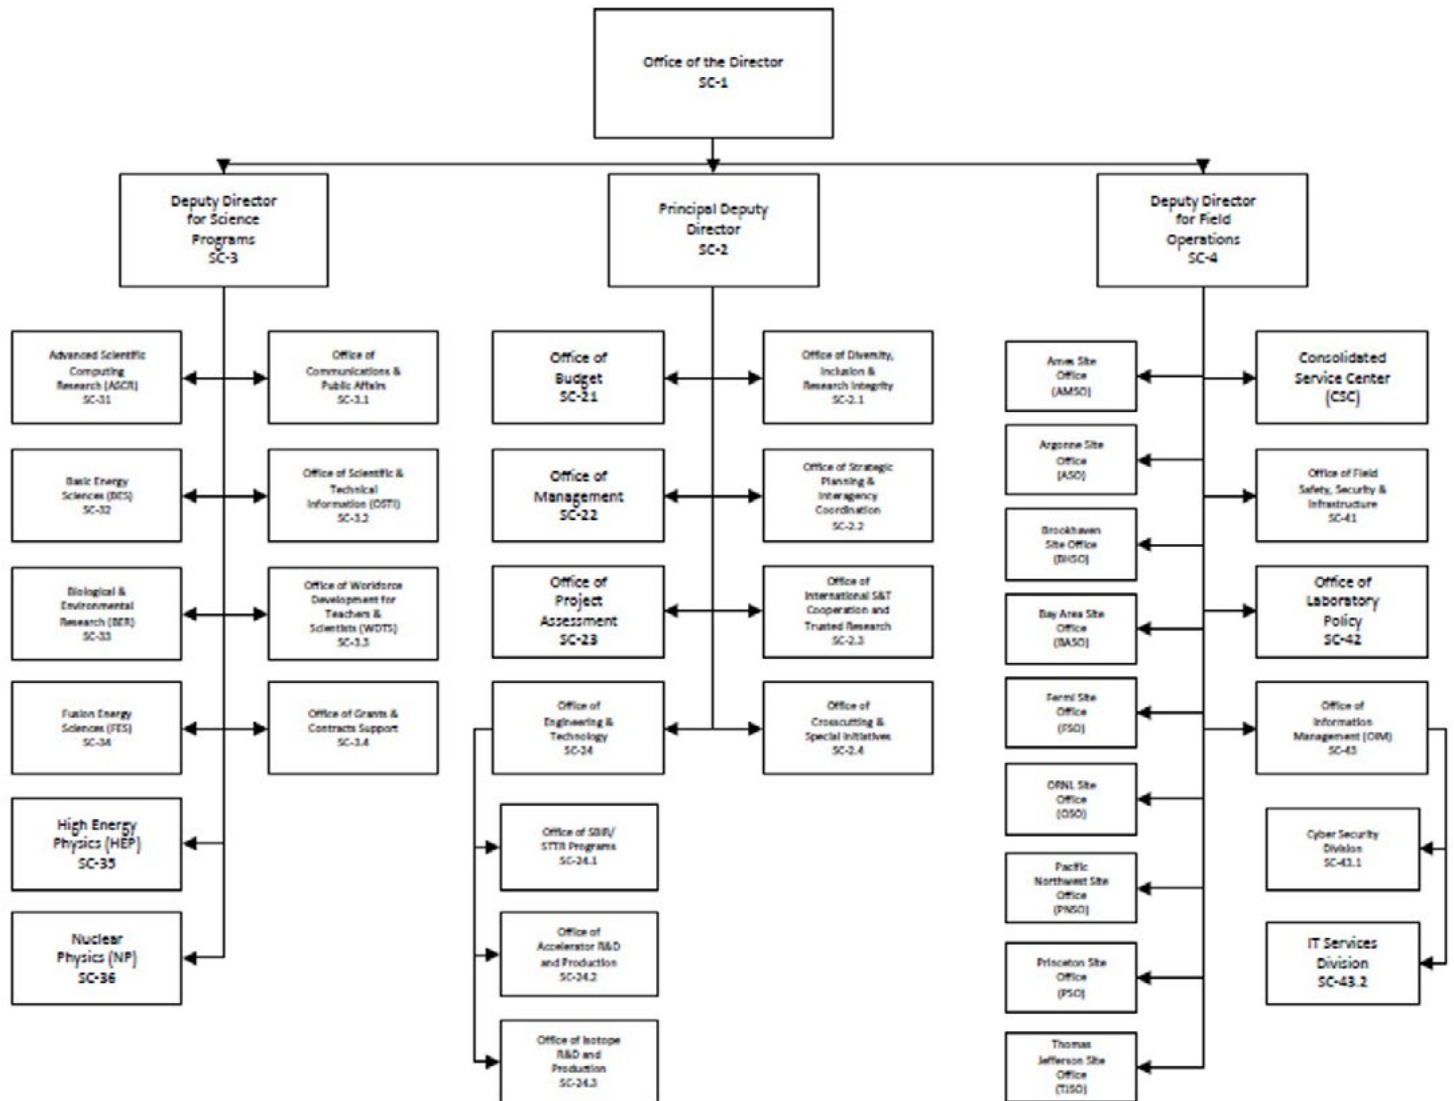 Office of the Director
SC-1
Deputy Director
for Science
Programs
SC-3
Principal Deputy
Director
SC-2
Deputy Director
for Field
Operations
SC-4
Advanced Scientific
Computing
Research (ASCR)
SC-31
Office of
Communications &
Public Affairs
SC-3.1
Office of
Budget
SC-21
Office of Diversity,
Inclusion &
Research Integrity
SC-2.1
Ames Site
Office
(AMSO)
Consolidated
Service Center
(CSC)
Argonne Site
Office
(ASO)
Basic Energy
Sciences (BES)
SC-32
Office of Scientific &
Technical
Information (OSTI)
SC-3.2
Office of
Management
SC-22
Office of Strategic
Planning &
Interagency
Coordination
SC-2.2
Office of Field
Safety, Security &
Infrastructure
SC-41
Brookhaven
Site Office
(BHSO)
Biological &
Environmental
Research (BER)
SC-33
Office of Workforce
Development for
Teachers &
Scientists (WDTS)
SC-3.3
Office of
Project
Assessment
SC-23
Office of
International S&T
Cooperation and
Trusted Research
SC-2.3
Bay Area Site
Office
(BASO)
Office of
Laboratory
Policy
SC-42
Fusion Energy
Sciences (FES)
SC-34
Office of Grants &
Contracts Support
SC-3.4
Office of
Engineering &
Technology
SC-24
Office of
Crosscutting &
Special Initiatives
SC-2.4
Fermi Site
Office
(FSO)
Office of
Information
Management (OIM)
SC-43
High Energy
Physics (HEP)
SC-35
Office of SBIR/
STTR Programs
SC-24.1
ORNL Site
Office
(OSO)
Cyber Security
Division
SC-43.1
Pacific
Northwest Site
Office
(PNSO)
Nuclear
Physics (NP)
SC-36
Office of
Accelerator R&D
and Production
SC-24.2
Princeton Site
Office
(PSO)
IT Services
Division
SC-43.2
Office of Isotope
R&D and
Production
SC-24.3
Thomas
Jefferson Site
Office
(TJSO)